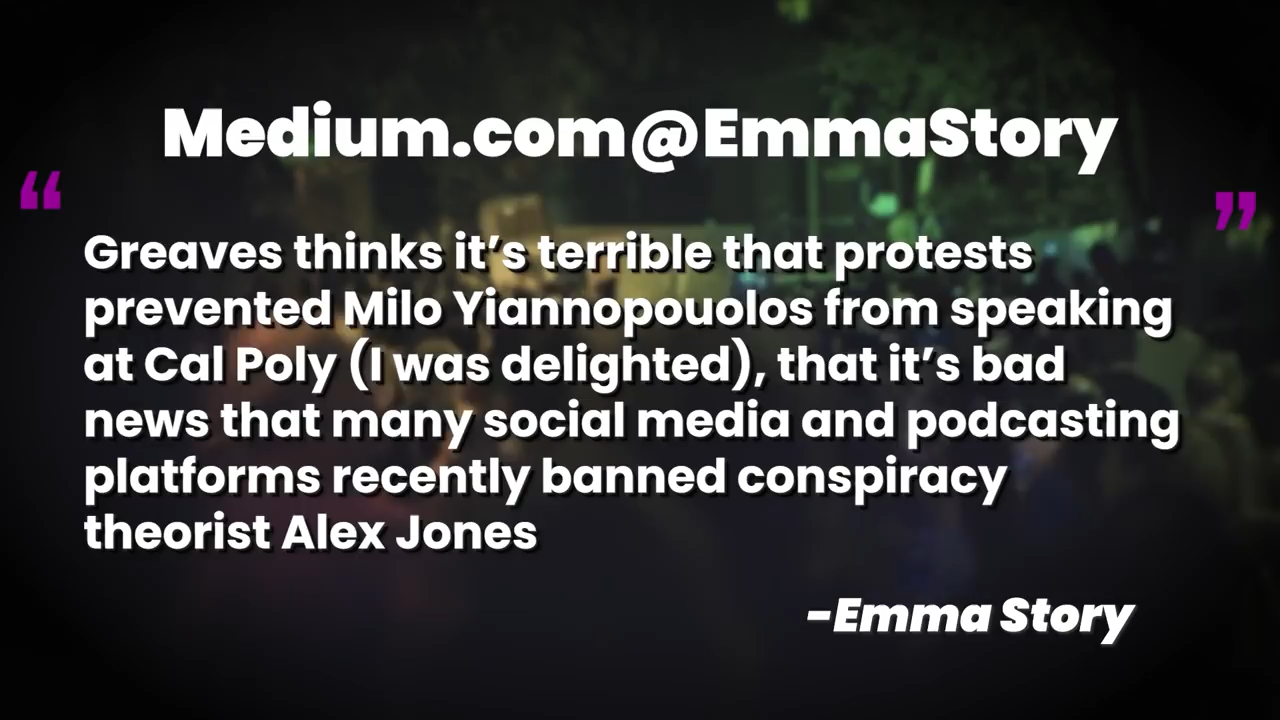 Medium.com@EmmaStory
“ ”
Greaves thinks it’s terrible that protests
prevented Milo Yiannopouolos from speaking
at Cal Poly (I was delighted), that it’s bad
news that many social media and podcasting
platforms recently banned conspiracy
theorist Alex Jones
-Emma Story